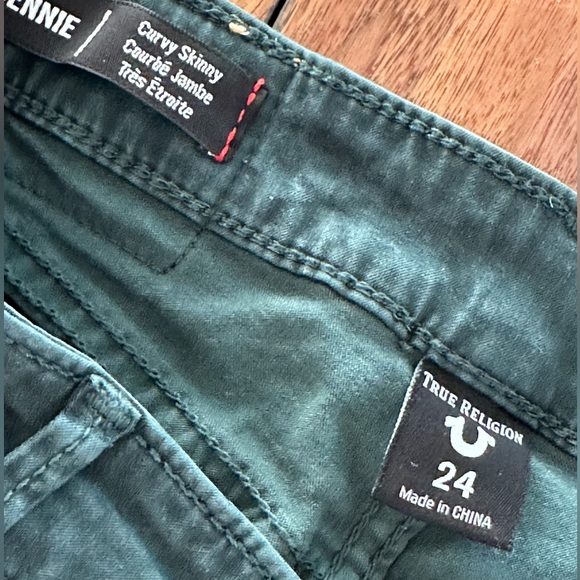 ENNIE
Curvy Skinny
Courbé Jambe
Très Étroite
TRUE RELIGION
24
Made in CHINA